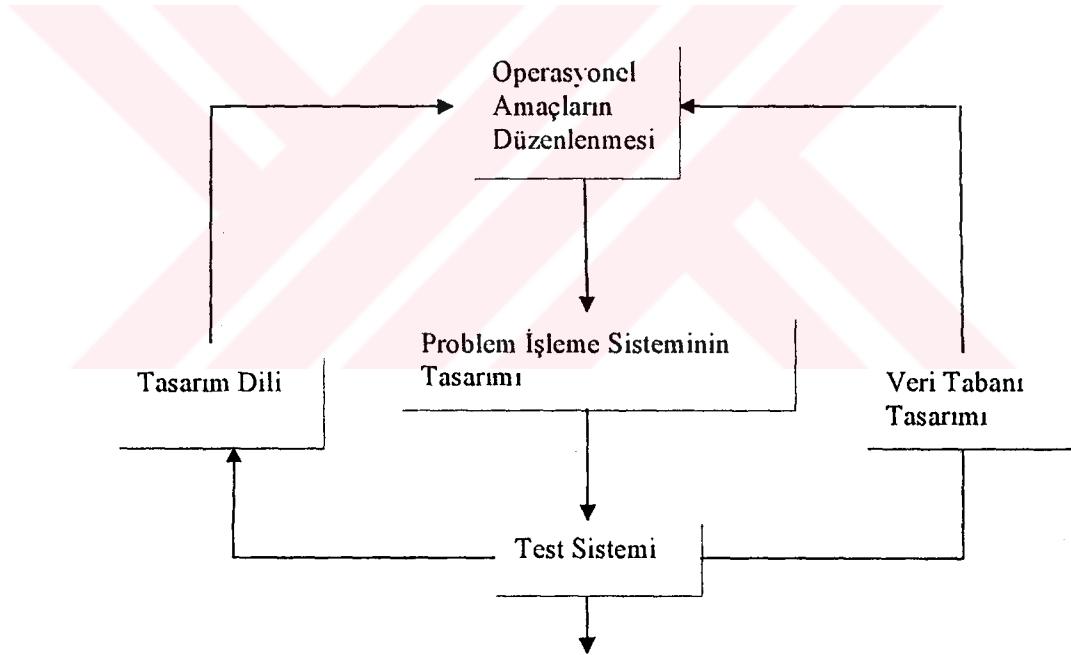 Operasyonel
Amaçların
Düzenlenmesi
Problem İşleme Sisteminin
Tasarımı
Tasarım Dili
Veri Tabanı
Tasarımı
Test Sistemi